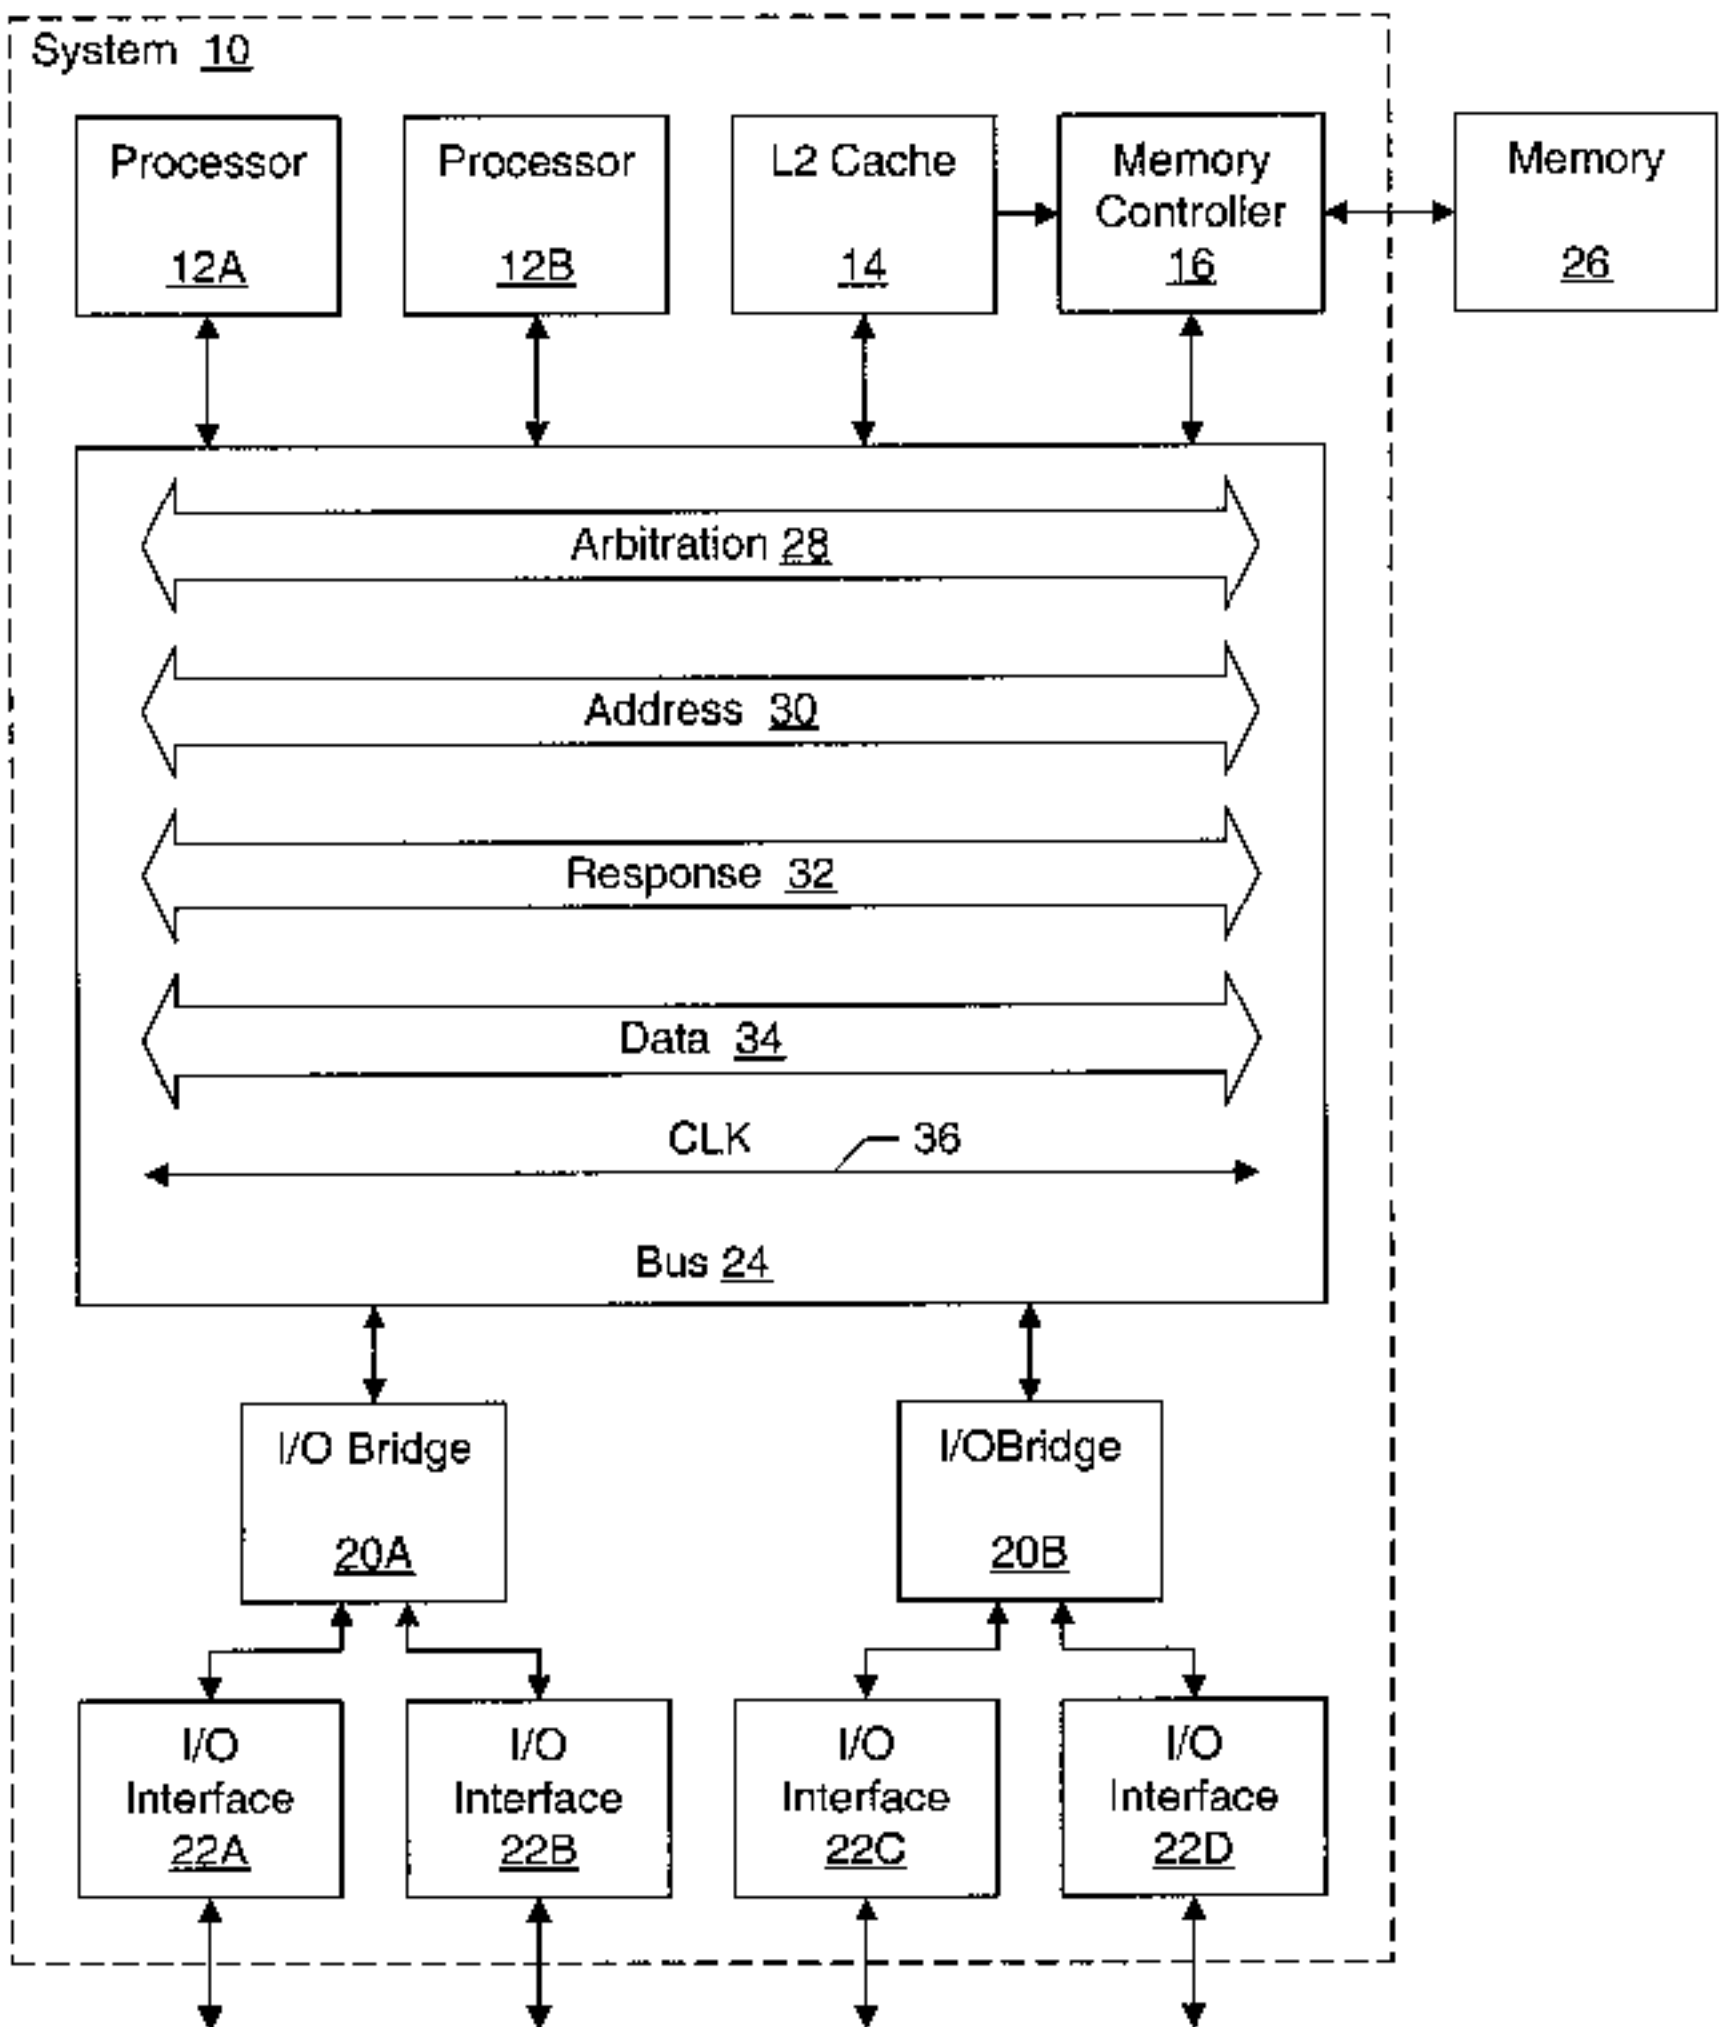 System 10
Processor
12A
Processor
12B
L2 Cache
14
Memory
Controller
16
Memory
26
Arbitration 28
Address 30
Response 32
Data 34
CLK 36
Bus 24
I/O Bridge
20A
I/OBridge
20B
I/O
Interface
22A
I/O
Interface
22B
I/O
Interface
22C
I/O
Interface
22D